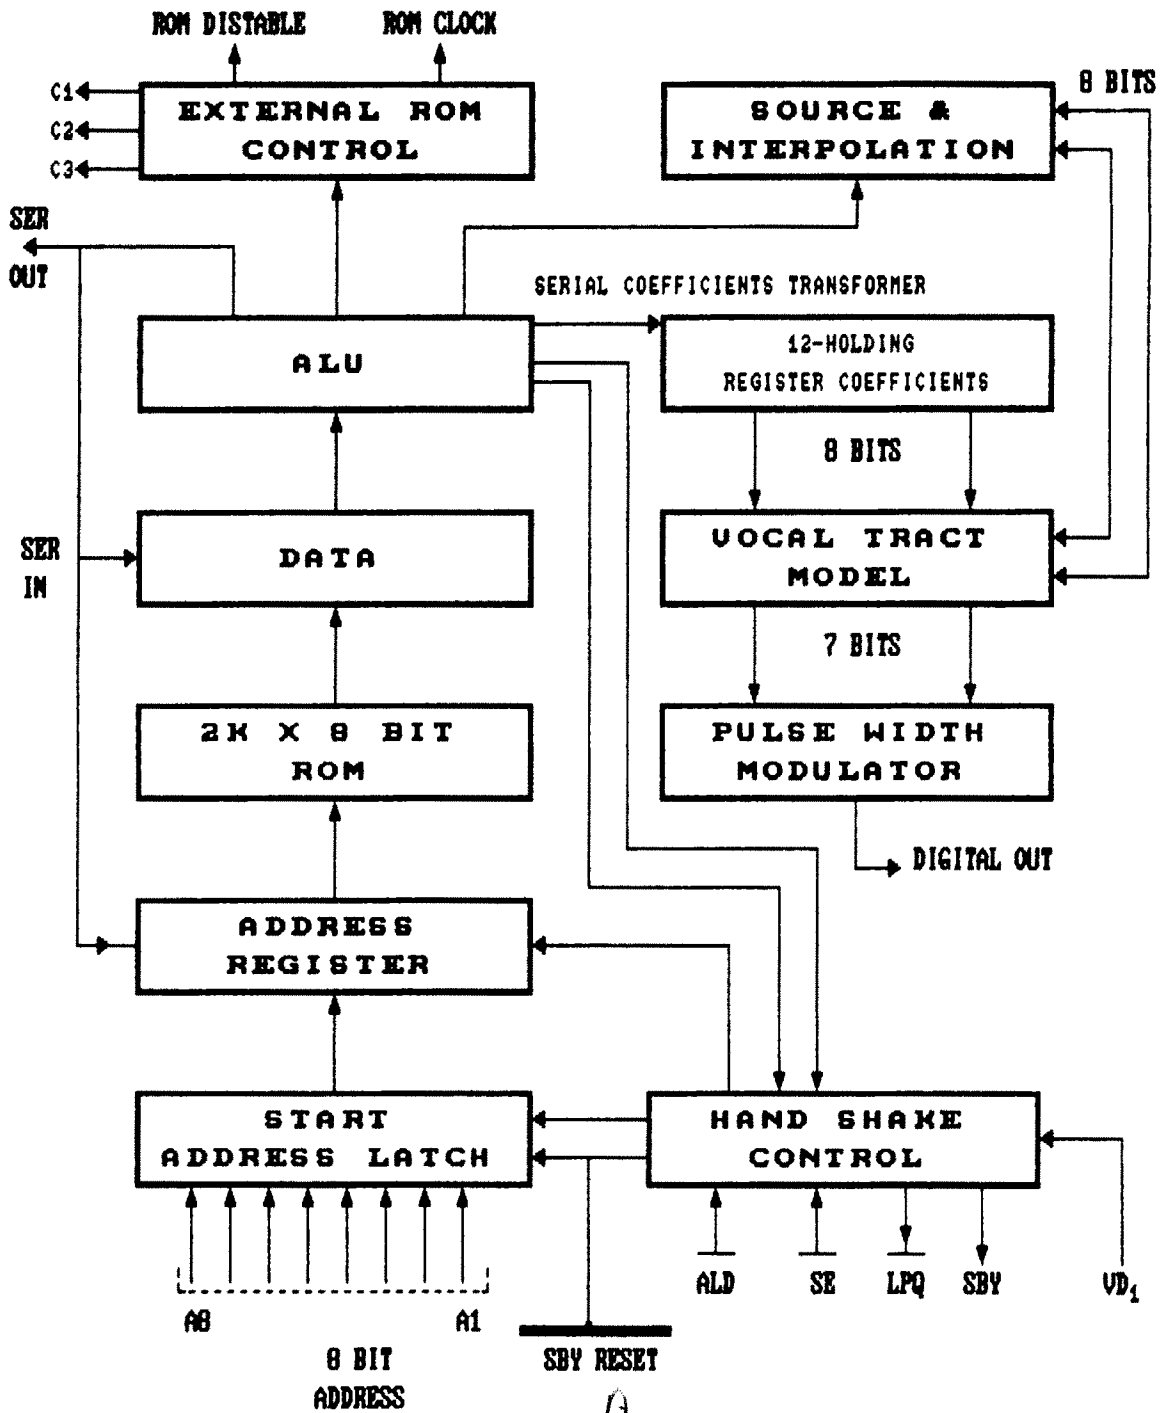 ROM DISTABLE
ROM CLOCK
C1
C2
C3
EXTERNAL ROM
CONTROL
8 BITS
SOURCE &
INTERPOLATION
SER
OUT
SERIAL COEFFICIENTS TRANSFORMER
ALU
12-HOLDING
REGISTER COEFFICIENTS
8 BITS
SER
IN
DATA
VOCAL TRACT
MODEL
7 BITS
2K X 8 BIT
ROM
PULSE WIDTH
MODULATOR
DIGITAL OUT
ADDRESS
REGISTER
START
ADDRESS LATCH
HAND SHAKE
CONTROL
ALD
SE
LPQ
SBY
VD1
A8
A1
8 BIT
ADDRESS
SBY RESET